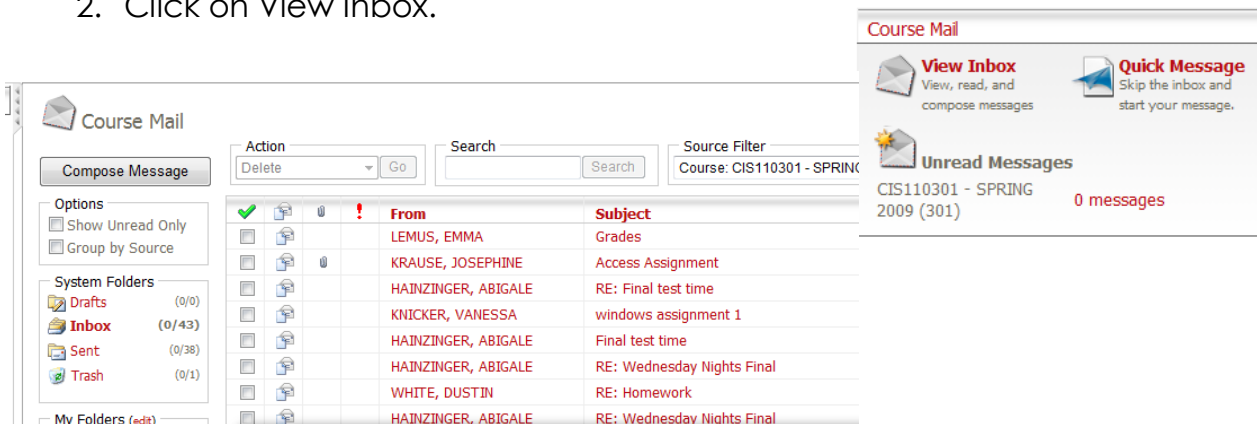 2. Click on View Inbox.
Course Mail
View Inbox
View, read, and
compose messages
Quick Message
Skip the inbox and
start your message.
Unread Messages
CIS110301 - SPRING
2009 (301)
0 messages
Course Mail
Compose Message
Action
Delete
Go
Search
Search
Source Filter
Course: CIS110301 - SPRING
Options
Show Unread Only
Group by Source
System Folders
Drafts (0/0)
Inbox (0/43)
Sent (0/38)
Trash (0/1)
My Folders (edit)
! From Subject
LEMUS, EMMA Grades
KRAUSE, JOSEPHINE Access Assignment
HAINZINGER, ABIGALE RE: Final test time
KNICKER, VANESSA windows assignment 1
HAINZINGER, ABIGALE Final test time
HAINZINGER, ABIGALE RE: Wednesday Nights Final
WHITE, DUSTIN RE: Homework
HAINZINGER, ABIGALE RE: Wednesday Nights Final